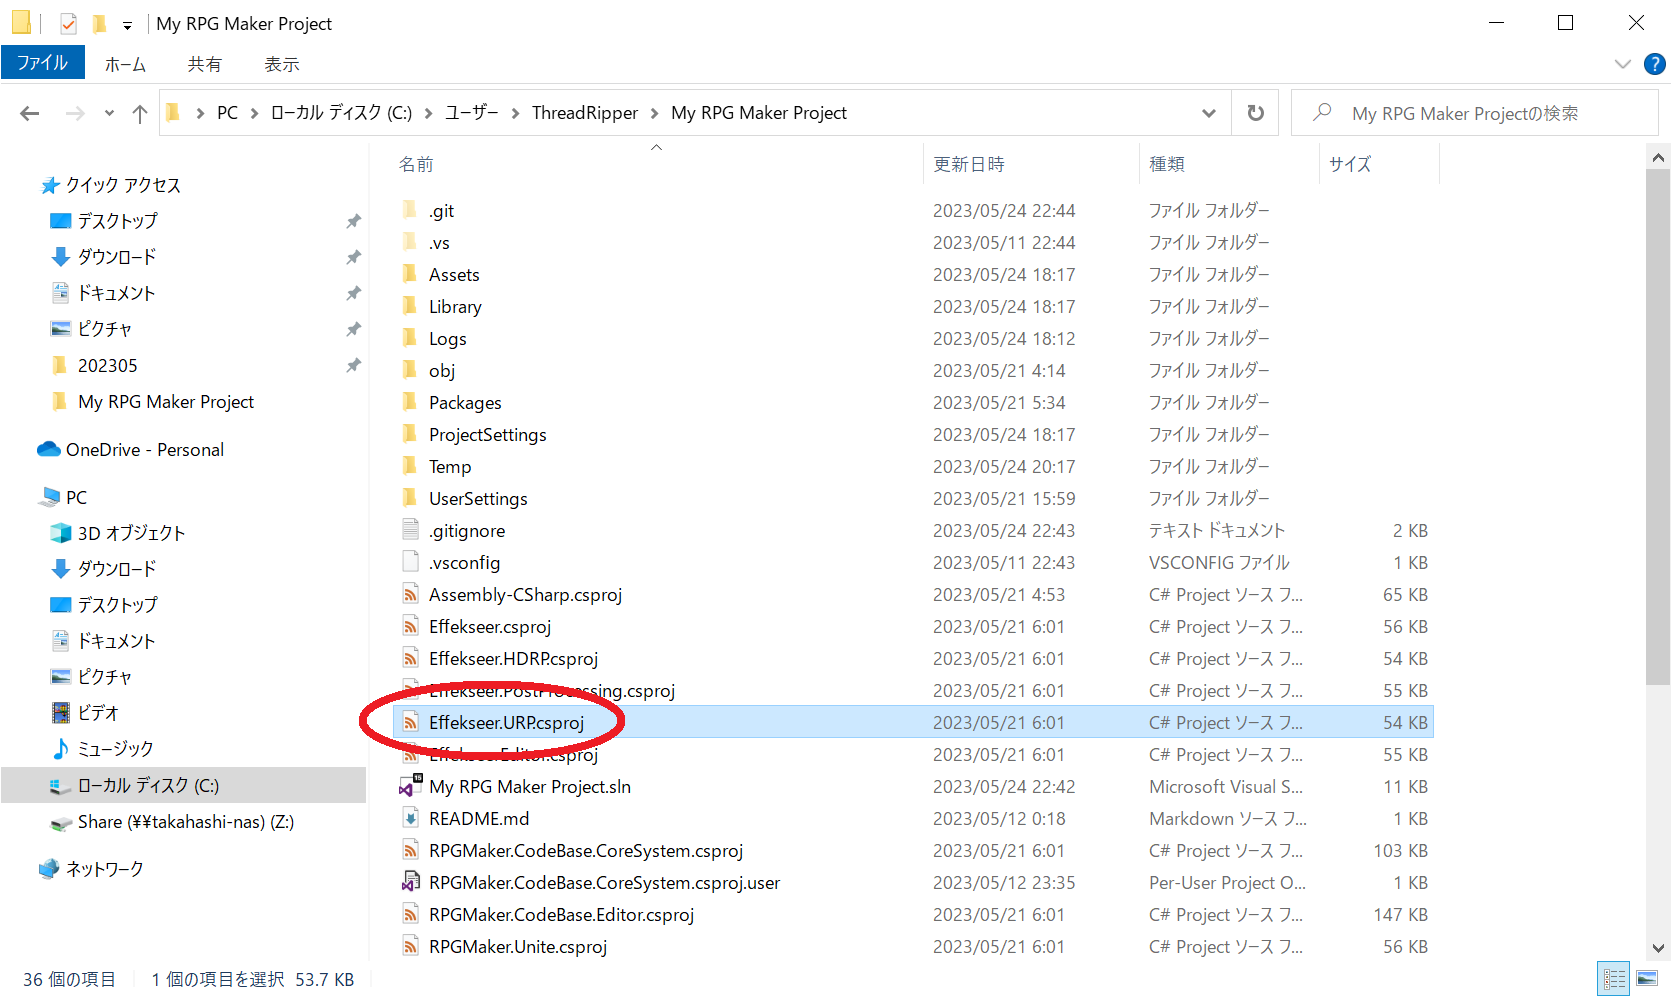 My RPG Maker Project
ファイル ホーム 共有 表示
PC ローカル ディスク (C:) ユーザー ThreadRipper My RPG Maker Project My RPG Maker Projectの検索
名前 更新日時 種類 サイズ
クイック アクセス
デスクトップ
ダウンロード
ドキュメント
ピクチャ
202305
My RPG Maker Project
OneDrive - Personal
PC
3D オブジェクト
ダウンロード
デスクトップ
ドキュメント
ピクチャ
ビデオ
ミュージック
ローカル ディスク (C:)
Share (¥¥takahashi-nas) (Z:)
ネットワーク
.git 2023/05/24 22:44 ファイル フォルダー
.vs 2023/05/11 22:44 ファイル フォルダー
Assets 2023/05/24 18:17 ファイル フォルダー
Library 2023/05/24 18:17 ファイル フォルダー
Logs 2023/05/24 18:12 ファイル フォルダー
obj 2023/05/21 4:14 ファイル フォルダー
Packages 2023/05/21 5:34 ファイル フォルダー
ProjectSettings 2023/05/24 18:17 ファイル フォルダー
Temp 2023/05/24 20:17 ファイル フォルダー
UserSettings 2023/05/21 15:59 ファイル フォルダー
.gitignore 2023/05/24 22:43 テキスト ドキュメント 2 KB
.vsconfig 2023/05/11 22:43 VSCONFIG ファイル 1 KB
Assembly-CSharp.csproj 2023/05/21 4:53 C# Project ソース フ... 65 KB
Effekseer.csproj 2023/05/21 6:01 C# Project ソース フ... 56 KB
Effekseer.HDRP.csproj 2023/05/21 6:01 C# Project ソース フ... 54 KB
Effekseer.PostProcessing.csproj 2023/05/21 6:01 C# Project ソース フ... 55 KB
Effekseer.URP.csproj 2023/05/21 6:01 C# Project ソース フ... 54 KB
EffekseerEditor.csproj 2023/05/21 6:01 C# Project ソース フ... 55 KB
My RPG Maker Project.sln 2023/05/24 22:42 Microsoft Visual S... 11 KB
README.md 2023/05/12 0:18 Markdown ソース フ... 1 KB
RPGMaker.CodeBase.CoreSystem.csproj 2023/05/21 6:01 C# Project ソース フ... 103 KB
RPGMaker.CodeBase.CoreSystem.csproj.user 2023/05/12 23:35 Per-User Project O... 1 KB
RPGMaker.CodeBase.Editor.csproj 2023/05/21 6:01 C# Project ソース フ... 147 KB
RPGMaker.Unite.csproj 2023/05/21 6:01 C# Project ソース フ... 56 KB
36 個の項目 1 個の項目を選択 53.7 KB